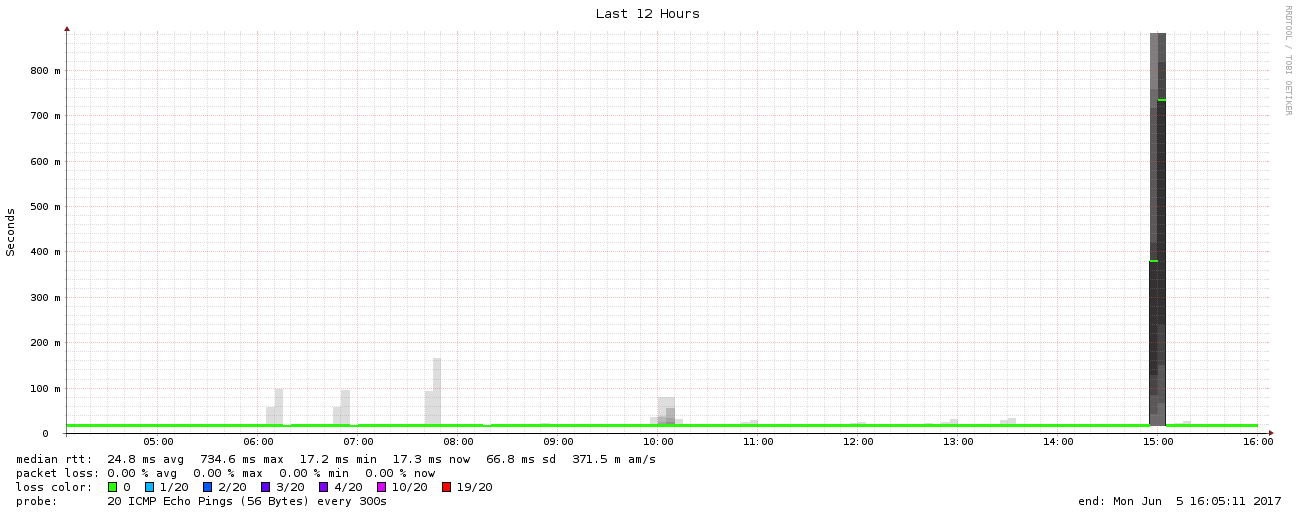 Last 12 Hours
RRDTOOL / TOBI OETIKER
Seconds
800 m
700 m
600 m
500 m
400 m
300 m
200 m
100 m
0
05:00 06:00 07:00 08:00 09:00 10:00 11:00 12:00 13:00 14:00 15:00 16:00
median rtt: 24.8 ms avg 734.6 ms max 17.2 ms min 17.3 ms now 66.8 ms sd 371.5 m am/s
packet loss: 0.00 % avg 0.00 % max 0.00 % min 0.00 % now
loss color: 0 1/20 2/20 3/20 4/20 10/20 19/20
probe: 20 ICMP Echo Pings (56 Bytes) every 300s end: Mon Jun 5 16:05:11 2017